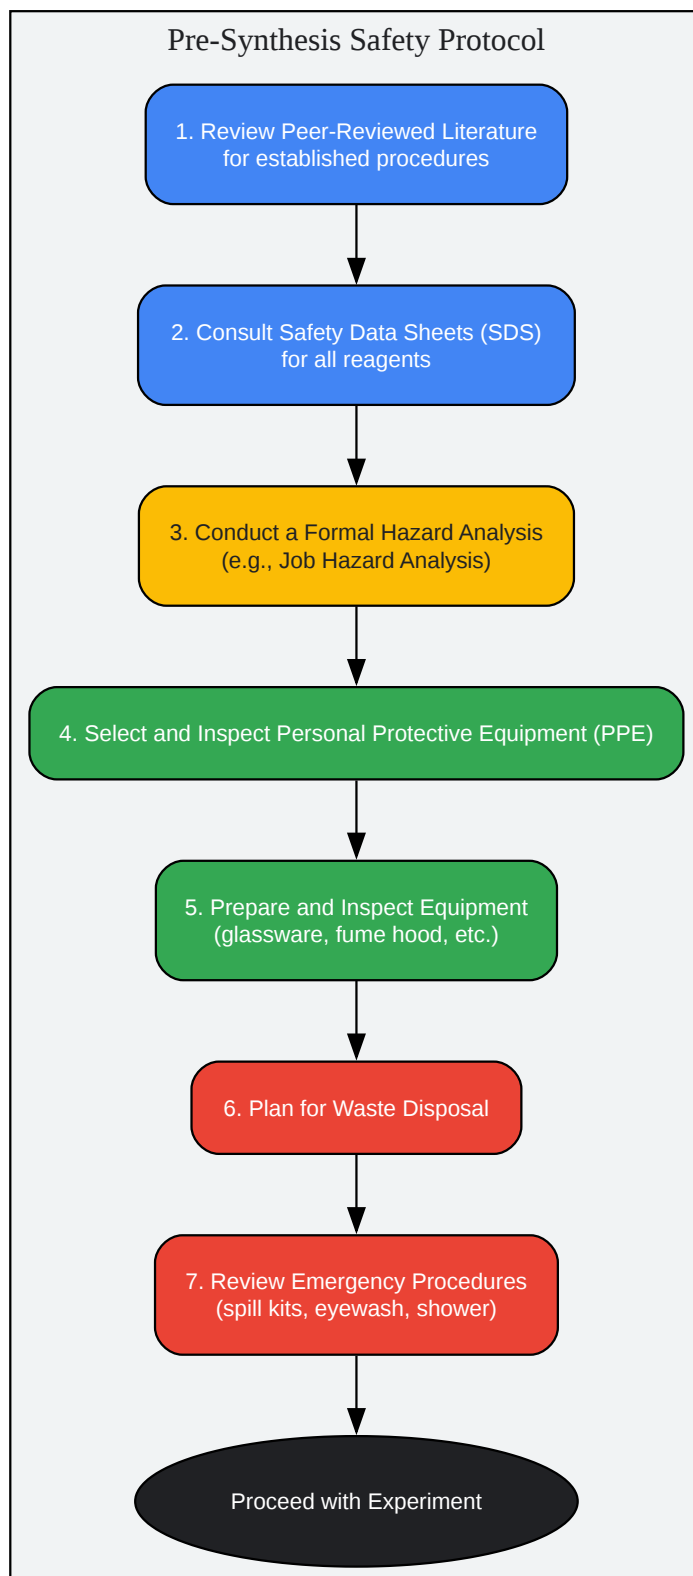 Pre-Synthesis Safety Protocol
1. Review Peer-Reviewed Literature
for established procedures
2. Consult Safety Data Sheets (SDS)
for all reagents
3. Conduct a Formal Hazard Analysis
(e.g., Job Hazard Analysis)
4. Select and Inspect Personal Protective Equipment (PPE)
5. Prepare and Inspect Equipment
(glassware, fume hood, etc.)
6. Plan for Waste Disposal
7. Review Emergency Procedures
(spill kits, eyewash, shower)
Proceed with Experiment